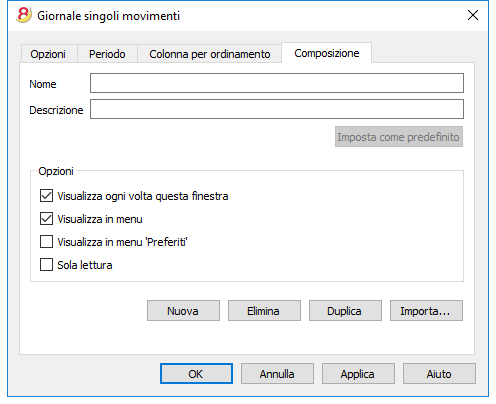 Giornale singoli movimenti
Opzioni Periodo Colonna per ordinamento Composizione
Nome
Descrizione
Imposta come predefinito
Opzioni
Visualizza ogni volta questa finestra
Visualizza in menu
Visualizza in menu 'Preferiti'
Sola lettura
Nuova Elimina Duplica Importa...
OK Annulla Applica Aiuto